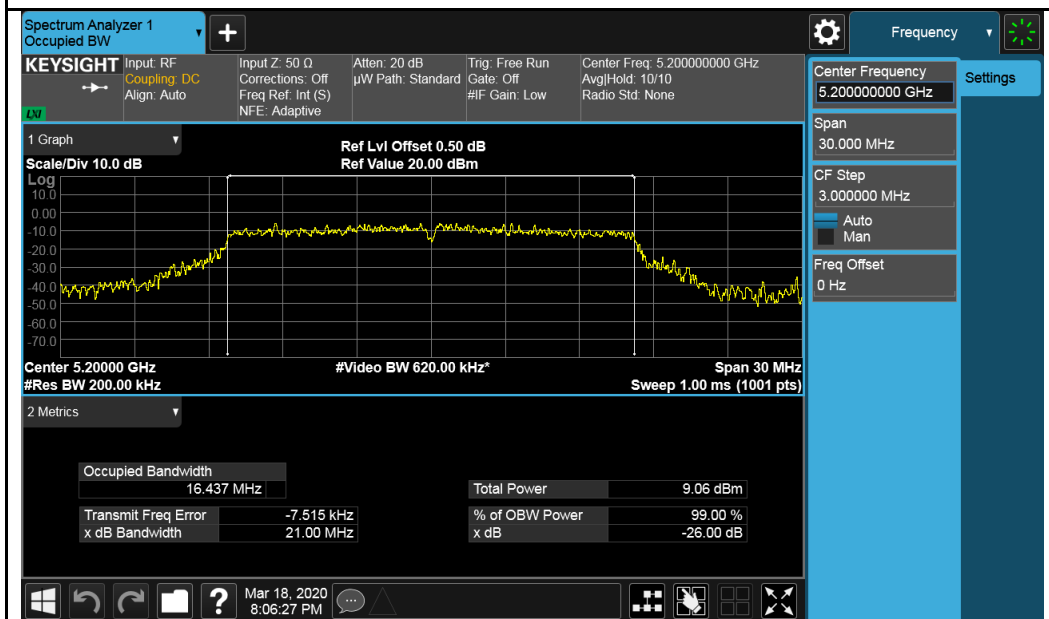 Spectrum Analyzer 1
Occupied BW
+
Frequency
KEYSIGHT
LXI
Input: RF
Coupling: DC
Align: Auto
Input Z: 50 Ω
Corrections: Off
Freq Ref: Int (S)
NFE: Adaptive
Atten: 20 dB
µW Path: Standard
Trig: Free Run
Gate: Off
#IF Gain: Low
Center Freq: 5.200000000 GHz
Avg|Hold: 10/10
Radio Std: None
Center Frequency
5.200000000 GHz
Settings
Span
30.000 MHz
CF Step
3.000000 MHz
Auto
Man
Freq Offset
0 Hz
1 Graph
Ref Lvl Offset 0.50 dB
Scale/Div 10.0 dB
Ref Value 20.00 dBm
Log
10.0
0.00
-10.0
-20.0
-30.0
-40.0
-50.0
-60.0
-70.0
Center 5.20000 GHz
#Video BW 620.00 kHz*
Span 30 MHz
#Res BW 200.00 kHz
Sweep 1.00 ms (1001 pts)
2 Metrics
Occupied Bandwidth
16.437 MHz
Total Power 9.06 dBm
Transmit Freq Error -7.515 kHz
% of OBW Power 99.00 %
x dB Bandwidth 21.00 MHz
x dB -26.00 dB
?
Mar 18, 2020
8:06:27 PM